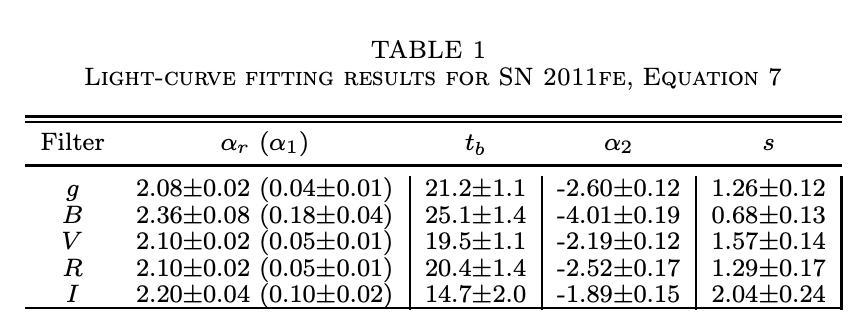 TABLE 1
Light-curve fitting results for SN 2011fe, Equation 7
Filter αr (α1) tb α2 s
g 2.08±0.02 (0.04±0.01) 21.2±1.1 -2.60±0.12 1.26±0.12
B 2.36±0.08 (0.18±0.04) 25.1±1.4 -4.01±0.19 0.68±0.13
V 2.10±0.02 (0.05±0.01) 19.5±1.1 -2.19±0.12 1.57±0.14
R 2.10±0.02 (0.05±0.01) 20.4±1.4 -2.52±0.17 1.29±0.17
I 2.20±0.04 (0.10±0.02) 14.7±2.0 -1.89±0.15 2.04±0.24